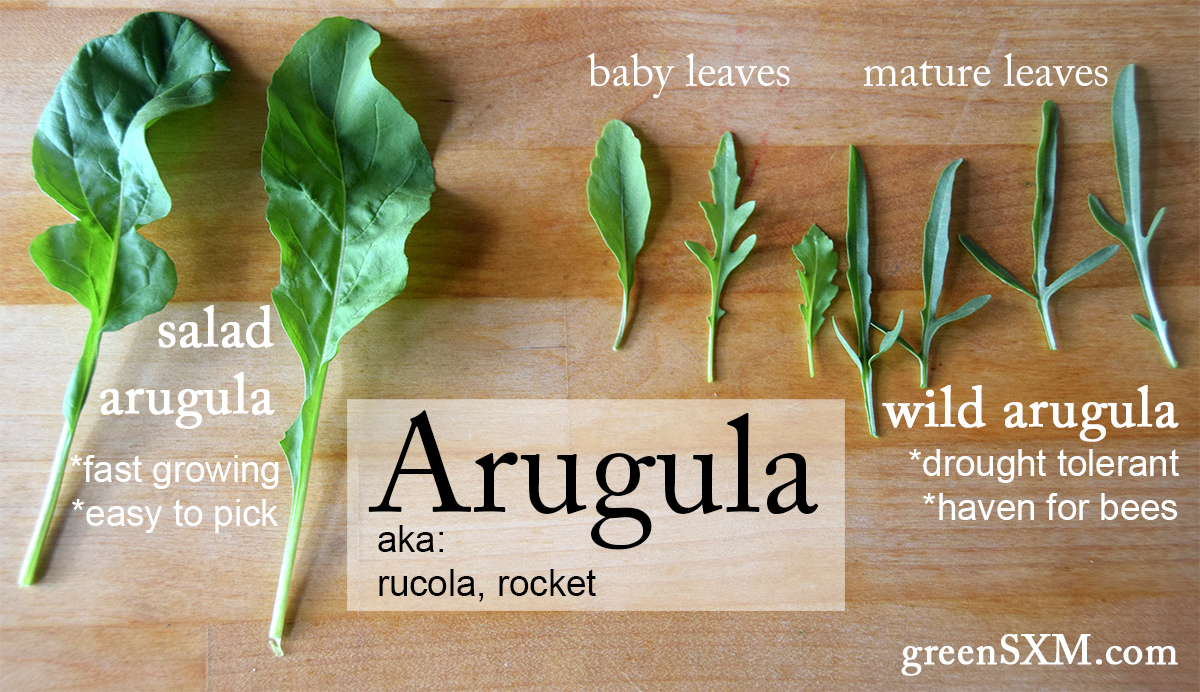 baby leaves
mature leaves
salad
arugula
*fast growing
*easy to pick
Arugula
aka:
rucola, rocket
wild arugula
*drought tolerant
*haven for bees
greenSXM.com